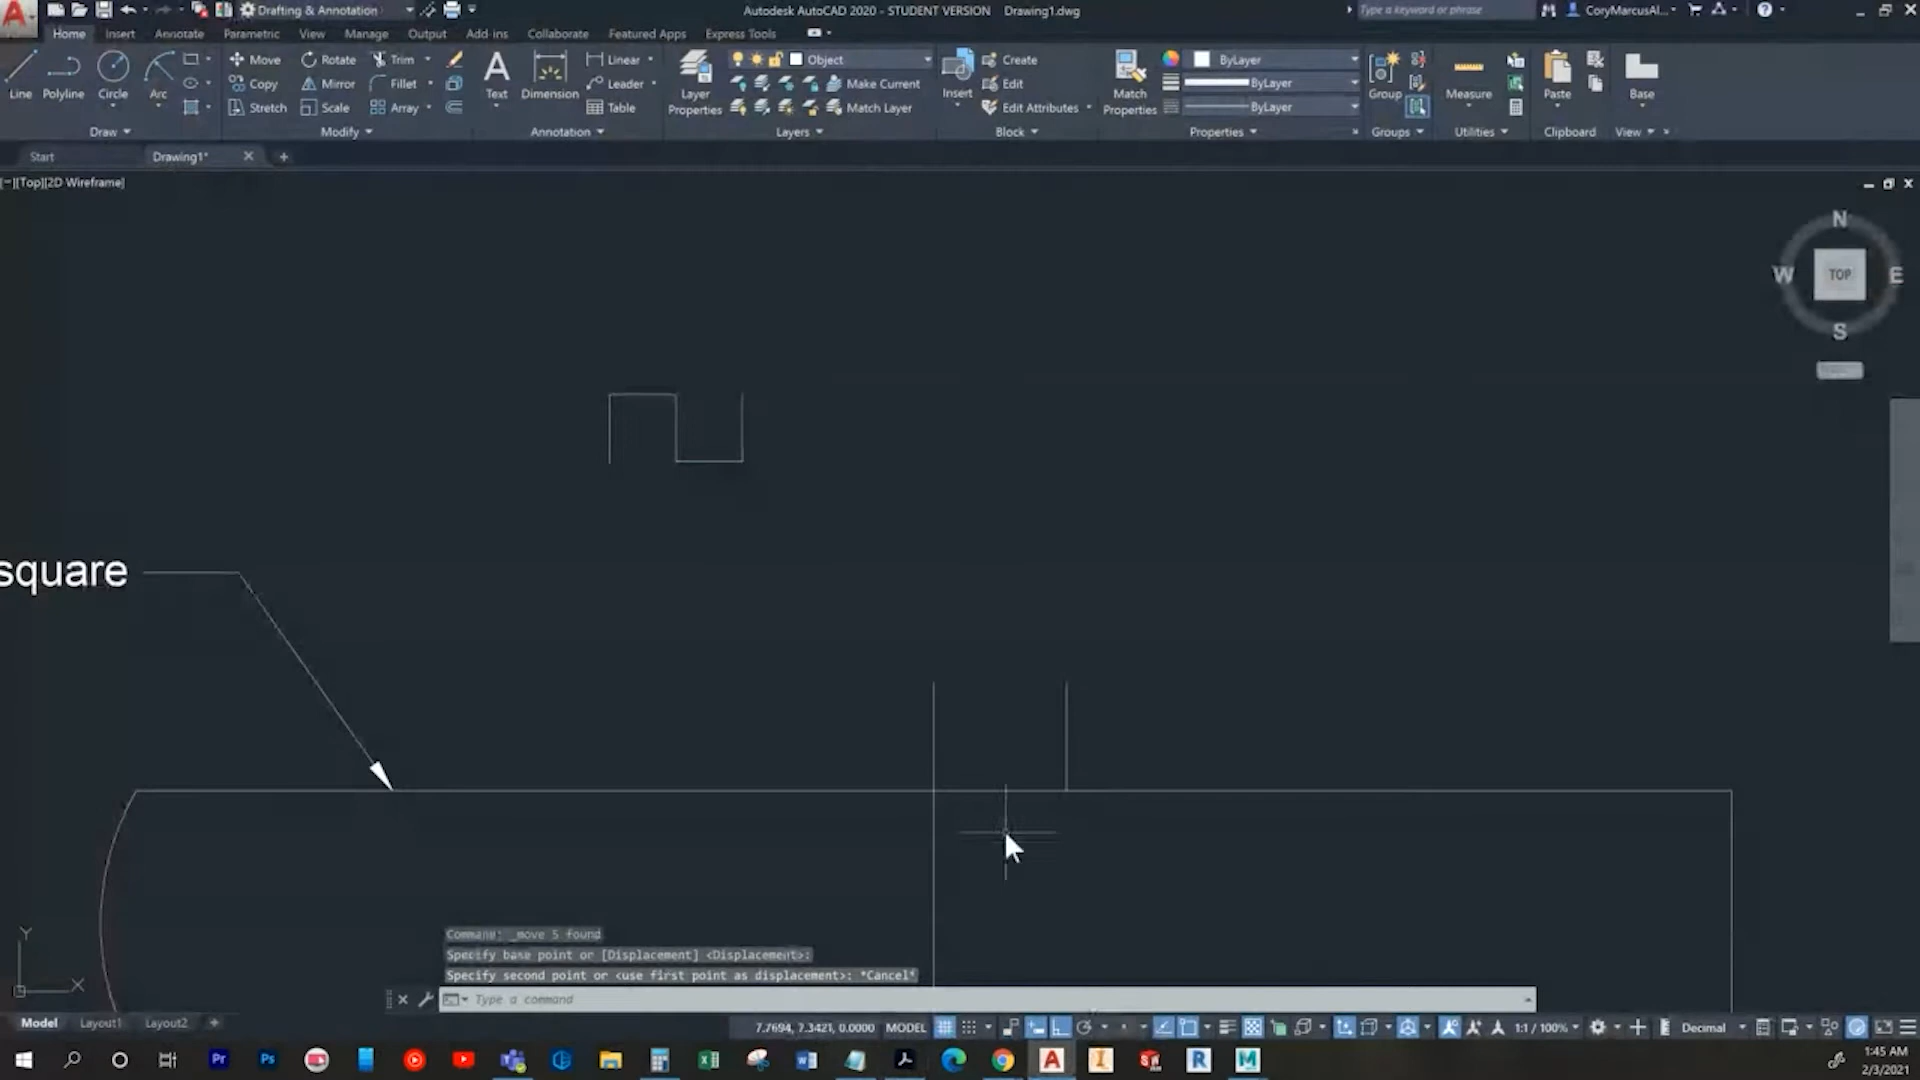 Drafting & Annotation
Autodesk AutoCAD 2020 - STUDENT VERSION Drawing1.dwg
Type a keyword or phrase
CoryMarcusAl...
Home Insert Annotate Parametric View Manage Output Add-ins Collaborate Featured Apps Express Tools
Line Polyline Circle Arc
Move Rotate Trim
Copy Mirror Fillet
Stretch Scale Array
Text Dimension
Linear
Leader
Table
Layer Properties
Object
Make Current
Match Layer
Insert
Create
Edit
Edit Attributes
Match Properties
ByLayer
ByLayer
ByLayer
Group
Measure
Paste
Base
Draw Modify Annotation Layers Block Properties Groups Utilities Clipboard View
Start Drawing1*
[−][Top][2D Wireframe]
N
W TOP E
S
square
Y
X
Command: _move 5 found
Specify base point or [Displacement] <Displacement>:
Specify second point or <use first point as displacement>: *Cancel*
Type a command
Model Layout1 Layout2 +
7.7694, 7.3421, 0.0000 MODEL
1:1 / 100%
Decimal
Pr Ps
1:45 AM
2/3/2021